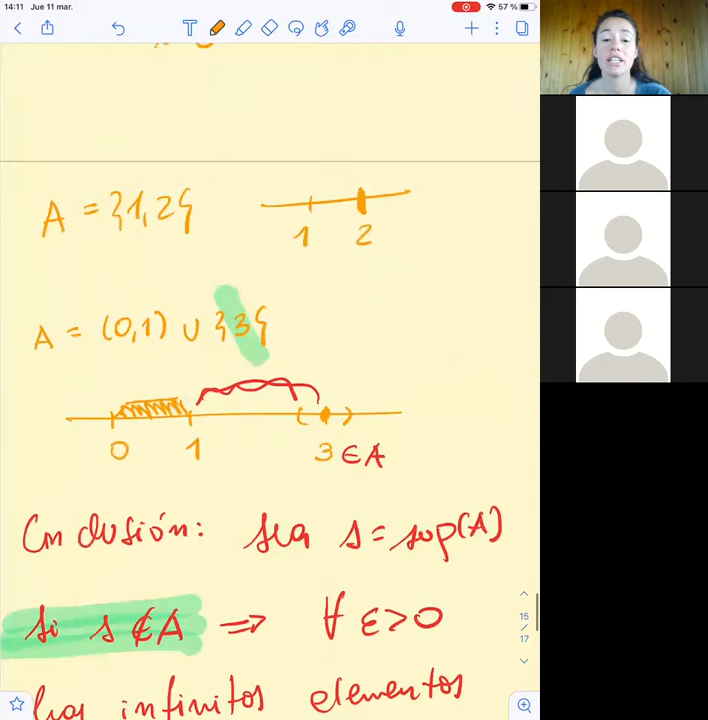 14:11 Jue 11 mar.
57 %
T
A = {1,2}
1 2
A = (0,1) ∪ {3}
0 1 3 ∈ A
Conclusión: sea s = sup(A)
si s ∉ A ⇒ ∀ ε>0
15
/
17
hay infinitos elementos